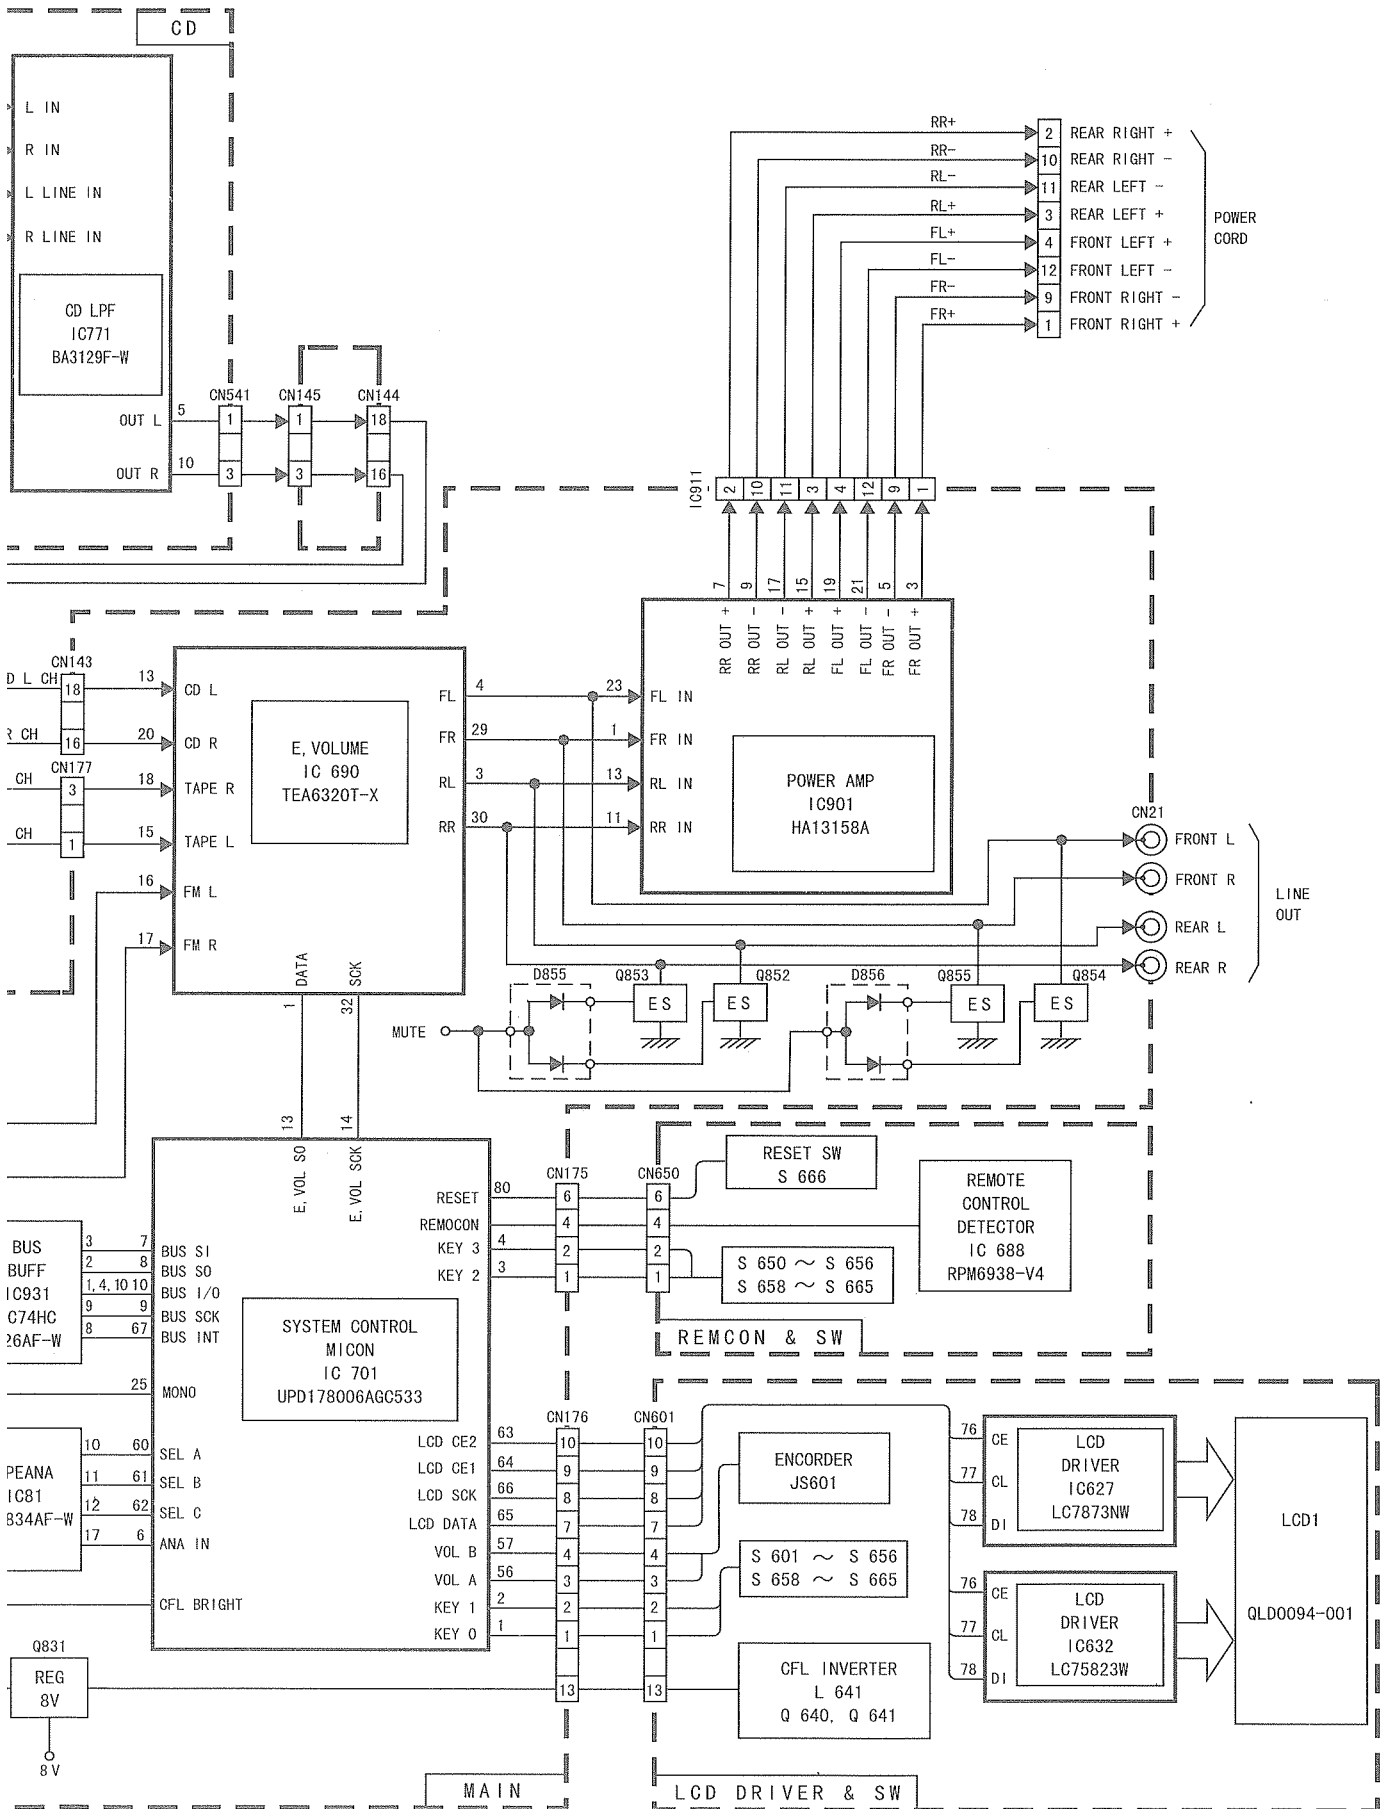 CD
L IN
R IN
L LINE IN
R LINE IN
CD LPF
IC771
BA3129F-W
OUT L
5
OUT R
10
CN541
1
3
CN145
1
3
CN144
18
16
RR+
2 REAR RIGHT +
RR-
10 REAR RIGHT -
RL-
11 REAR LEFT -
RL+
3 REAR LEFT +
FL+
4 FRONT LEFT +
FL-
12 FRONT LEFT -
FR-
9 FRONT RIGHT -
FR+
1 FRONT RIGHT +
POWER
CORD
IC911
2 10 11 3 4 12 9 1
7 9 17 15 19 21 5 3
RR OUT +
RR OUT -
RL OUT -
RL OUT +
FL OUT +
FL OUT -
FR OUT -
FR OUT +
CN143
D L CH 18 13 CD L
R CH 16 20 CD R
CN177
CH 3 18 TAPE R
CH 1 15 TAPE L
16 FM L
17 FM R
E,VOLUME
IC 690
TEA6320T-X
FL 4
FR 29
RL 3
RR 30
DATA
1
SCK
32
23 FL IN
1 FR IN
13 RL IN
11 RR IN
POWER AMP
IC901
HA13158A
CN21
FRONT L
FRONT R
REAR L
REAR R
LINE
OUT
MUTE
D855
Q853
ES
Q852
ES
D856
Q855
ES
Q854
ES
13
E,VOL SO
14
E,VOL SCK
BUS
BUFF
IC931
C74HC
26AF-W
3 7 BUS SI
2 8 BUS SO
1,4,10 10 BUS I/O
9 9 BUS SCK
8 67 BUS INT
25 MONO
PEANA
IC81
834AF-W
10 60 SEL A
11 61 SEL B
12 62 SEL C
17 6 ANA IN
CFL BRIGHT
SYSTEM CONTROL
MICON
IC 701
UPD178006AGC533
CN175
CN650
RESET 80 6 6
REMOCON 4 4
KEY 3 4 2 2
KEY 2 3 1 1
RESET SW
S 666
S 650 ～ S 656
S 658 ～ S 665
REMOTE
CONTROL
DETECTOR
IC 688
RPM6938-V4
REMCON & SW
CN176
CN601
LCD CE2 63 10 10
LCD CE1 64 9 9
LCD SCK 66 8 8
LCD DATA 65 7 7
VOL B 57 4 4
VOL A 56 3 3
KEY 1 2 2 2
KEY 0 1 1 1
13 13
ENCORDER
JS601
S 601 ～ S 656
S 658 ～ S 665
CFL INVERTER
L 641
Q 640, Q 641
76 CE
77 CL
78 DI
LCD
DRIVER
IC627
LC7873NW
76 CE
77 CL
78 DI
LCD
DRIVER
IC632
LC75823W
LCD1
QLD0094-001
Q831
REG
8V
8V
MAIN
LCD DRIVER & SW